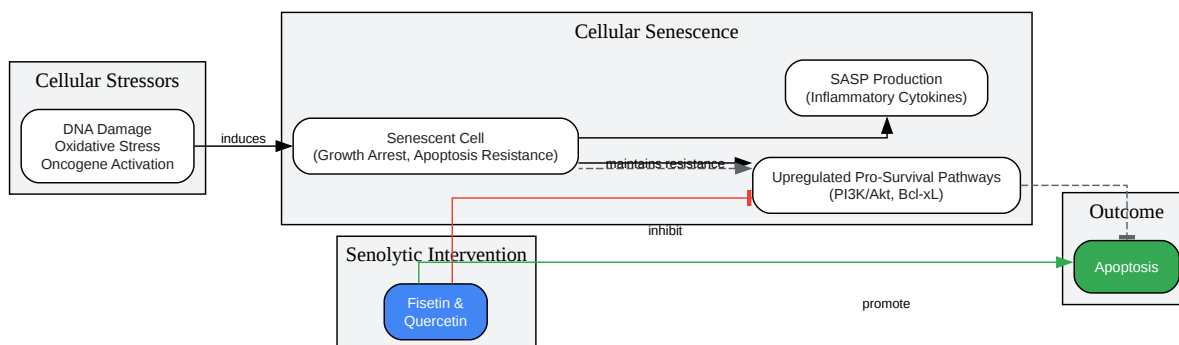 Cellular Senescence
Cellular Stressors
DNA Damage
Oxidative Stress
Oncogene Activation
induces
Senescent Cell
(Growth Arrest, Apoptosis Resistance)
SASP Production
(Inflammatory Cytokines)
maintains resistance
Upregulated Pro-Survival Pathways
(PI3K/Akt, Bcl-xL)
inhibit
Senolytic Intervention
Fisetin &
Quercetin
promote
Outcome
Apoptosis